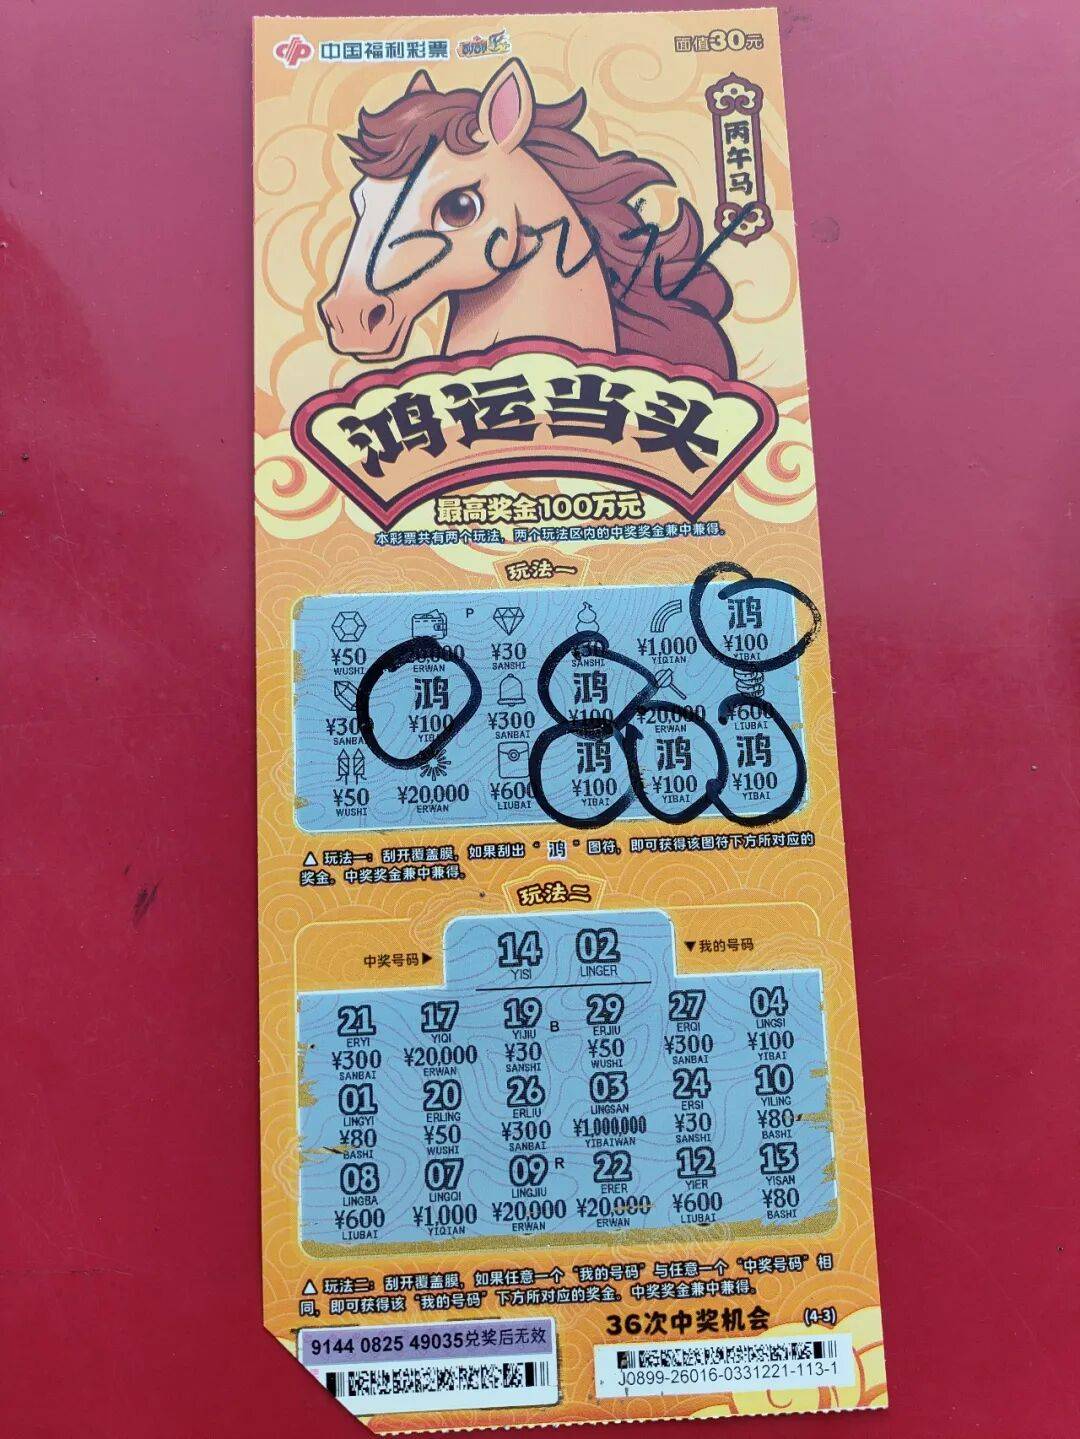 中国福利彩票 刮刮乐
面值30元
丙午马
鸿运当头
最高奖金100万元
本彩票共有两个玩法，两个玩法区内的中奖奖金兼中兼得。
玩法一
P 鸿
¥50 ¥20,000 ¥30 ¥30 ¥1,000 ¥100
WUSHI ERWAN SANSHI SANSHI YIQIAN YIBAI
鸿 鸿
¥300 ¥100 ¥300 ¥100 ¥20,000 ¥600
SANBAI YIBAI SANBAI ERWAN LIUBAI
鸿 鸿 鸿
¥50 ¥20,000 ¥600 ¥100 ¥100 ¥100
WUSHI ERWAN LIUBAI YIBAI YIBAI YIBAI
▲ 玩法一：刮开覆盖膜，如果刮出“鸿”图符，即可获得该图符下方所对应的
奖金。中奖奖金兼中兼得。
玩法二
中奖号码▶ 14 02 ▼我的号码
YISI LINGER
21 17 19 B 29 27 04
ERYI YIQI YIJIU ERJIU ERQI LINGSI
¥300 ¥20,000 ¥30 ¥50 ¥300 ¥100
SANBAI ERWAN SANSHI WUSHI SANBAI YIBAI
01 20 26 03 24 10
LINGYI ERLING ERLIU LINGSAN ERSI YILING
¥80 ¥50 ¥300 ¥1,000,000 ¥30 ¥80
BASHI WUSHI SANBAI YIBAIWAN SANSHI BASHI
08 07 09 R 22 12 13
LINGBA LINGQI LINGJIU ERER YIER YISAN
¥600 ¥1,000 ¥20,000 ¥20,000 ¥600 ¥80
LIUBAI YIQIAN ERWAN ERWAN LIUBAI BASHI
▲ 玩法二：刮开覆盖膜，如果任意一个“我的号码”与任意一个“中奖号码”相
同，即可获得该“我的号码”下方所对应的奖金。中奖奖金兼中兼得。
36次中奖机会 (4-3)
9144 0825 49035兑奖后无效
J0899-26016-0331221-113-1